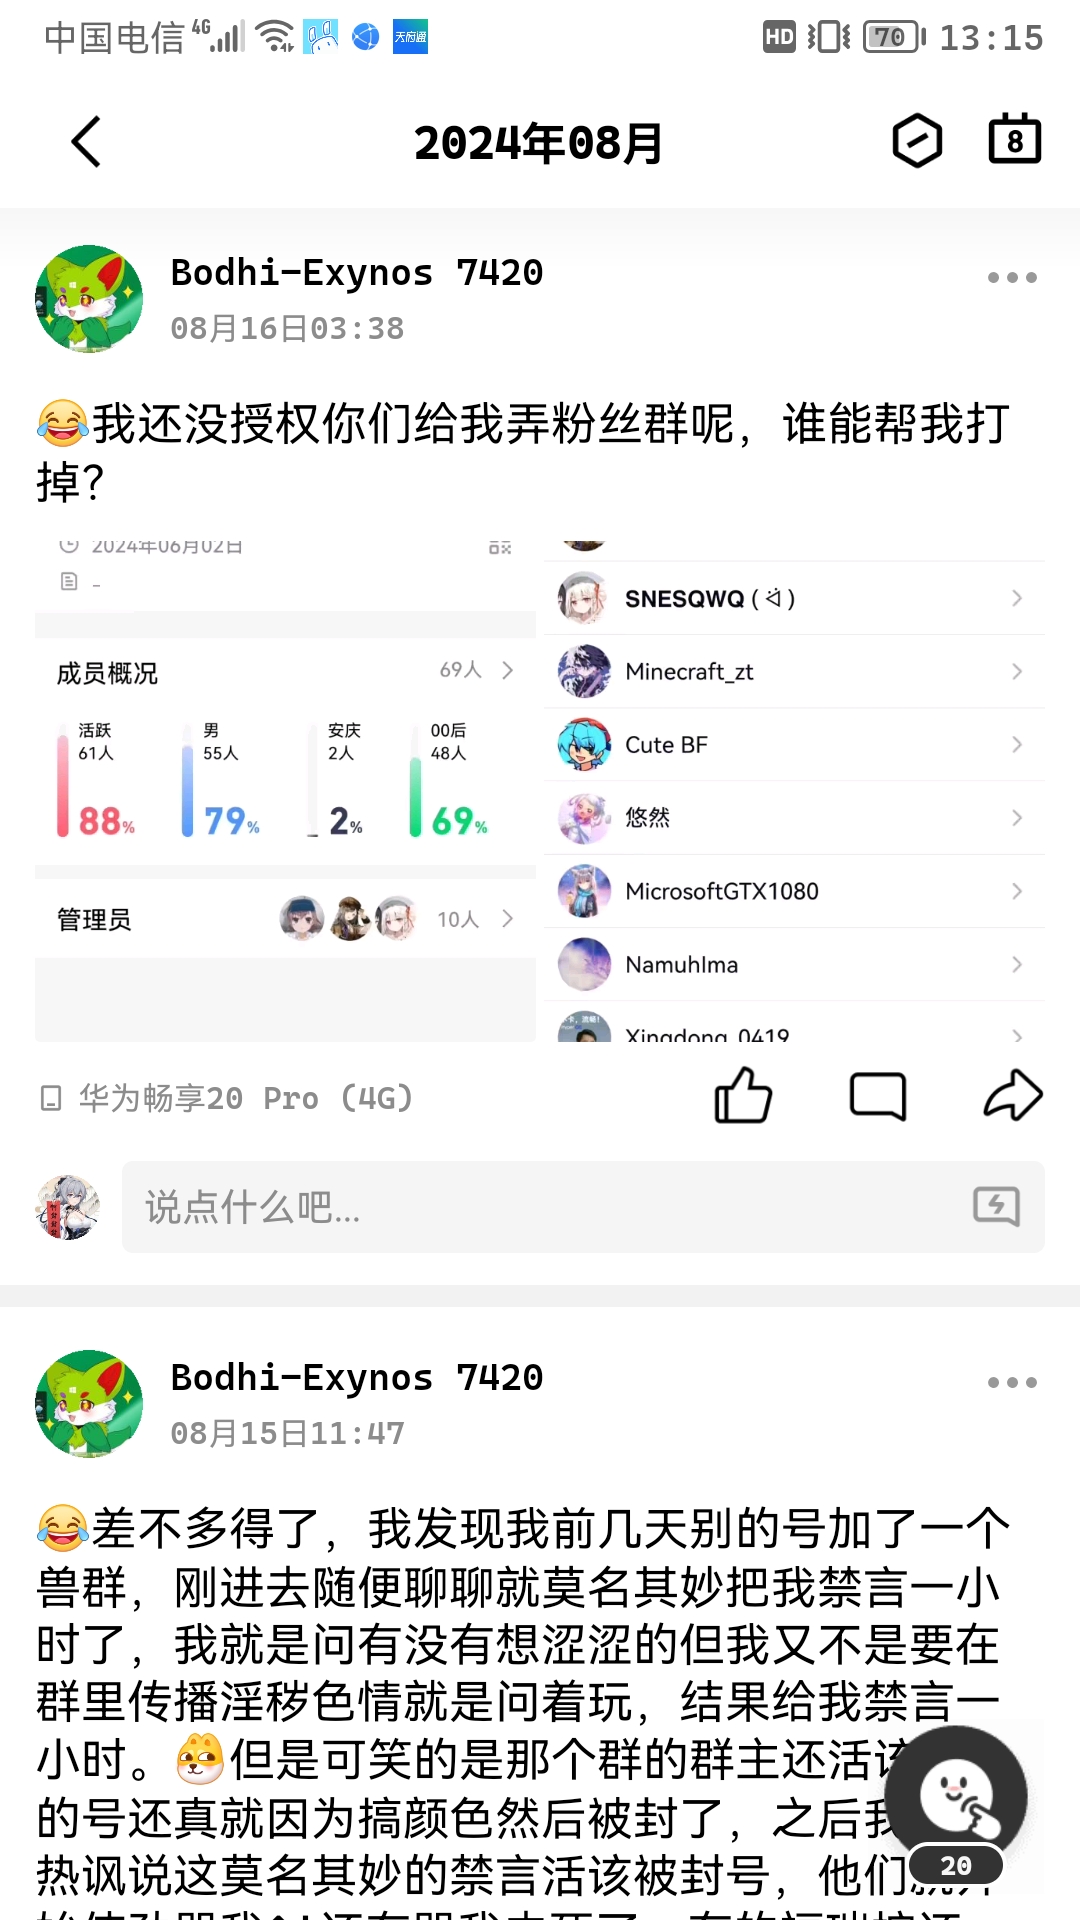 中国电信 4G 天府通 HD 70 13:15
2024年08月 8
Bodhi-Exynos 7420
08月16日03:38
😂我还没授权你们给我弄粉丝群呢，谁能帮我打
掉？
2024年06月02日
-
成员概况 69人
活跃 男 安庆 00后
61人 55人 2人 48人
88% 79% 2% 69%
管理员 10人
SNESQWQ
Minecraft_zt
Cute BF
悠然
MicrosoftGTX1080
NamuhIma
Xingdong_0419
华为畅享20 Pro (4G)
说点什么吧...
Bodhi-Exynos 7420
08月15日11:47
😂差不多得了，我发现我前几天别的号加了一个
兽群，刚进去随便聊聊就莫名其妙把我禁言一小
时了，我就是问有没有想涩涩的但我又不是要在
群里传播淫秽色情就是问着玩，结果给我禁言一
小时。但是可笑的是那个群的群主还活该
的号还真就因为搞颜色然后被封了，之后我
热讽说这莫名其妙的禁言活该被封号，他们
20